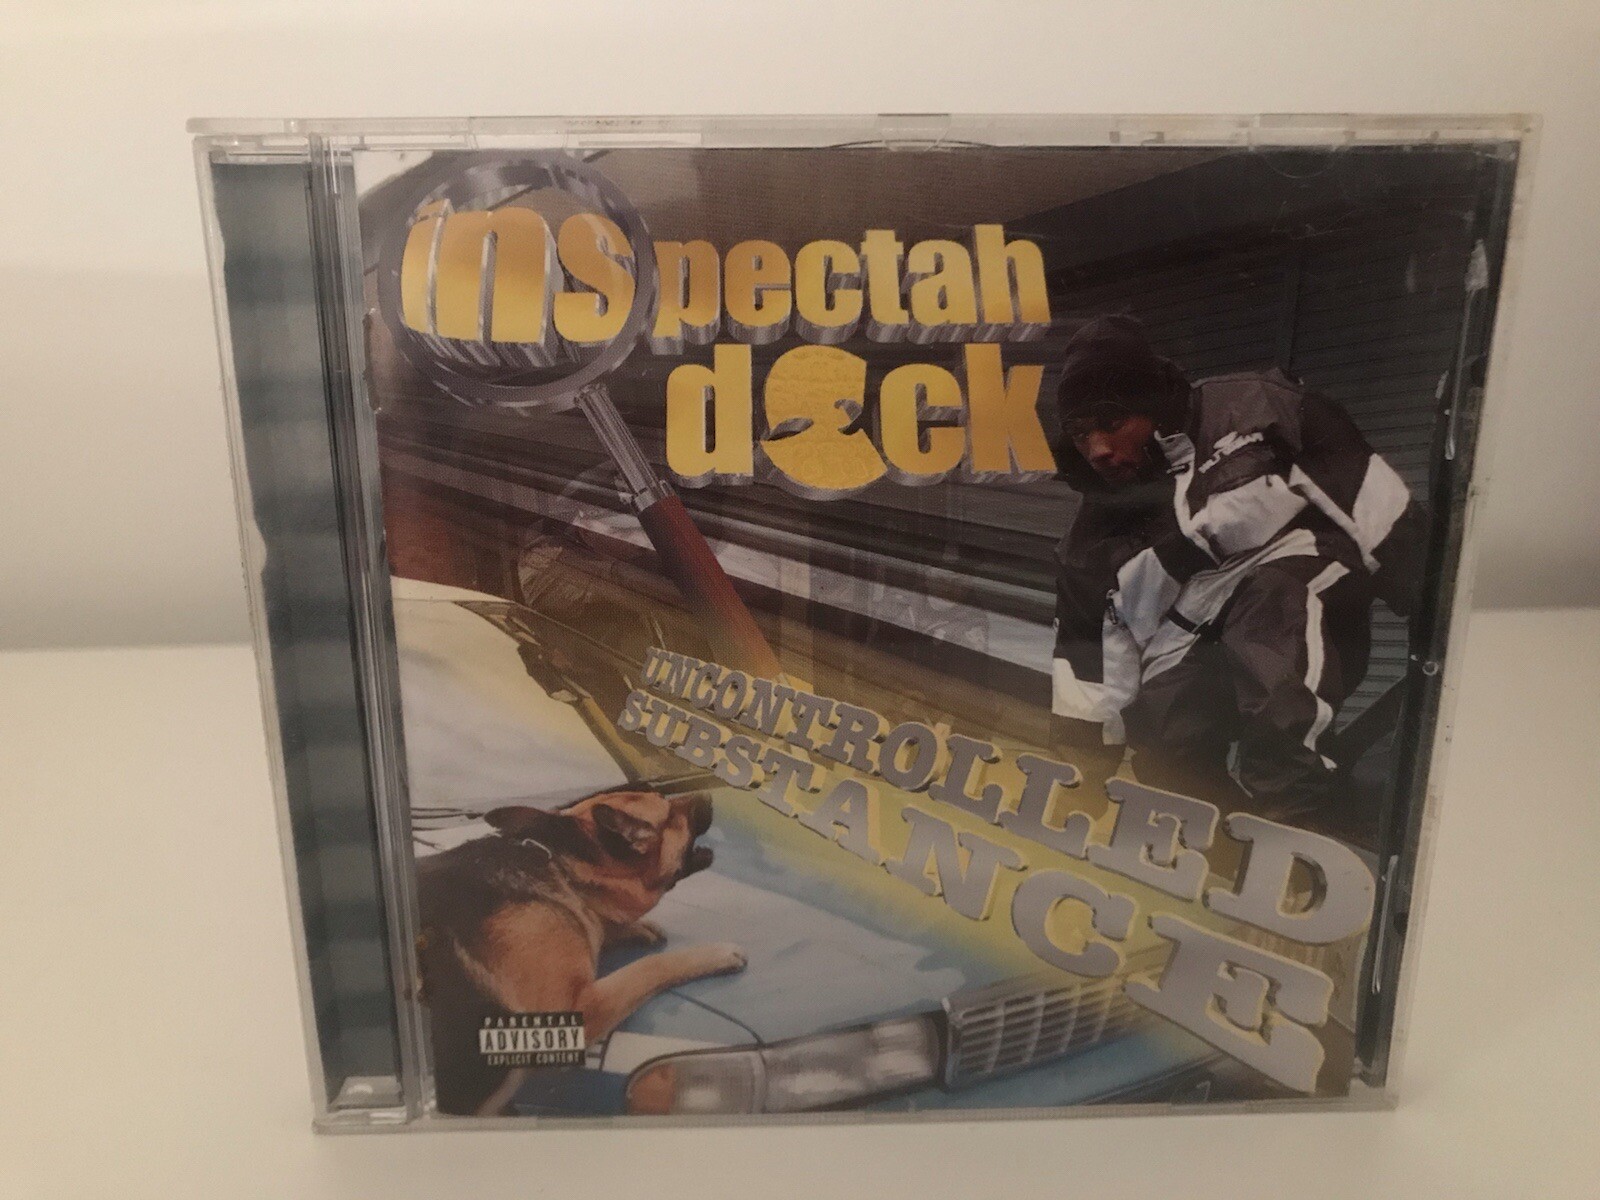 inspectah
deck
UNCONTROLLED
SUBSTANCE
PARENTAL
ADVISORY
EXPLICIT CONTENT